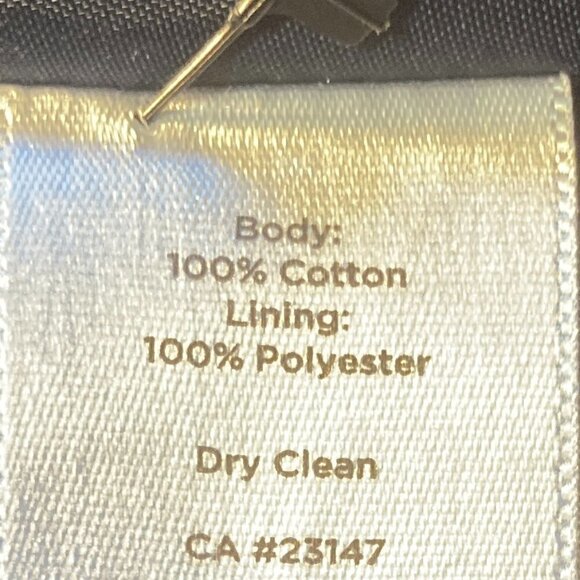 Body:
100% Cotton
Lining:
100% Polyester
Dry Clean
CA #23147